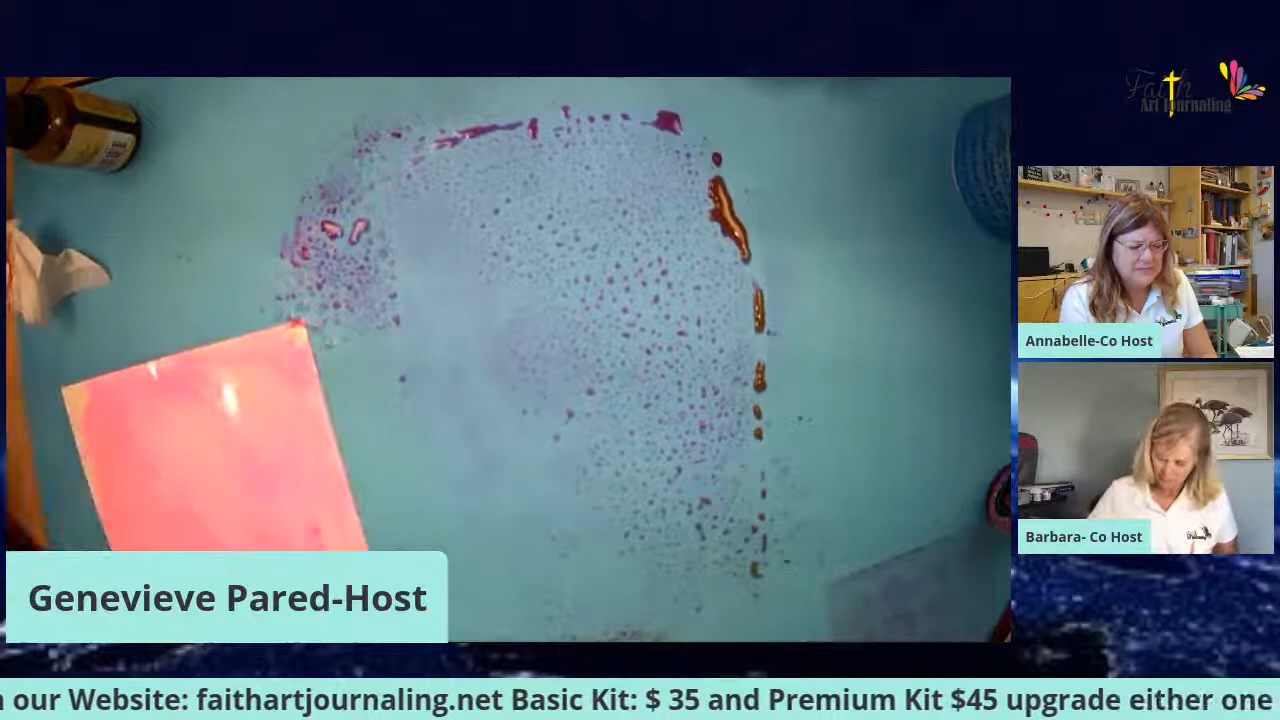 Faith
Art Journaling
Annabelle-Co Host
Barbara- Co Host
Genevieve Pared-Host
our Website: faithartjournaling.net Basic Kit: $ 35 and Premium Kit $45 upgrade either one